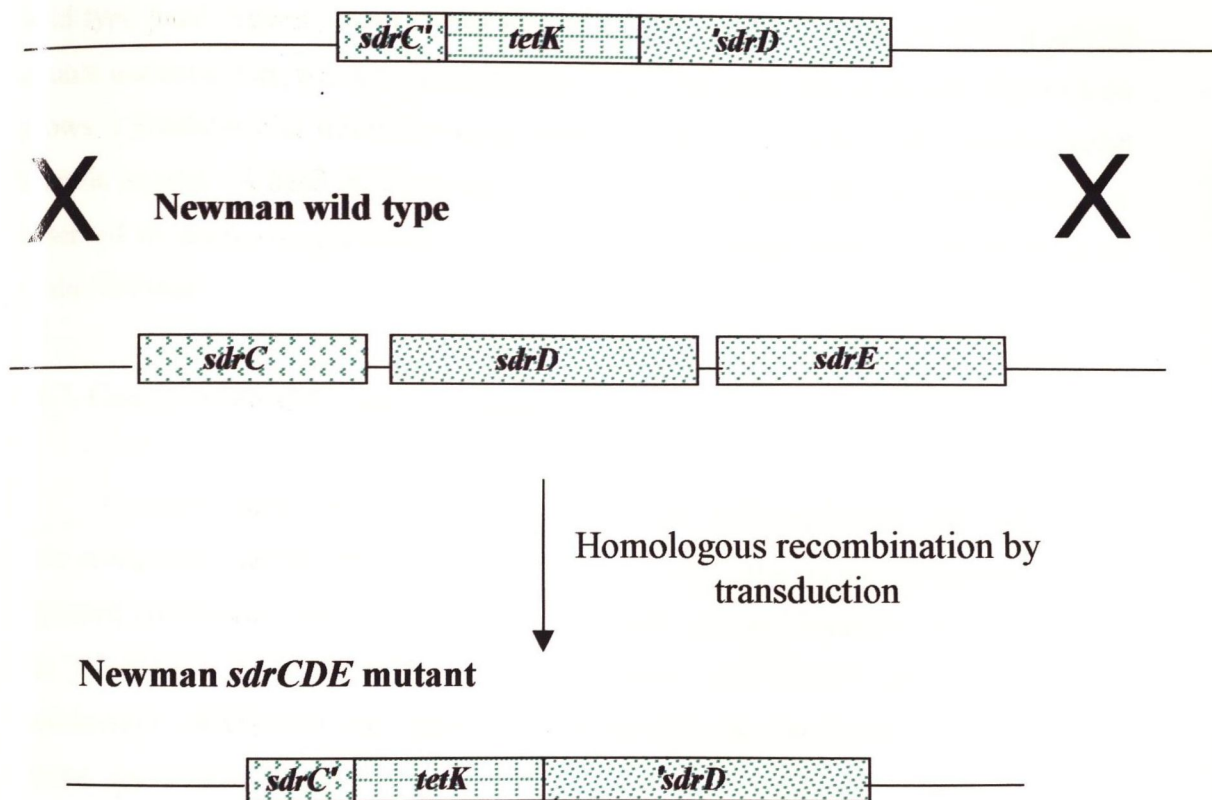 sdrC' tetK 'sdrD
X X
Newman wild type
sdrC sdrD sdrE
Homologous recombination by
transduction
Newman sdrCDE mutant
sdrC' tetK 'sdrD